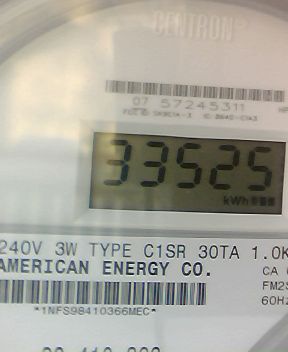 CENTRON
07 57245311
33525
kWh
240V 3W TYPE C1SR 30TA 1.0K
AMERICAN ENERGY CO.
CA
FM2S
60Hz
*1NFS98410366MEC*